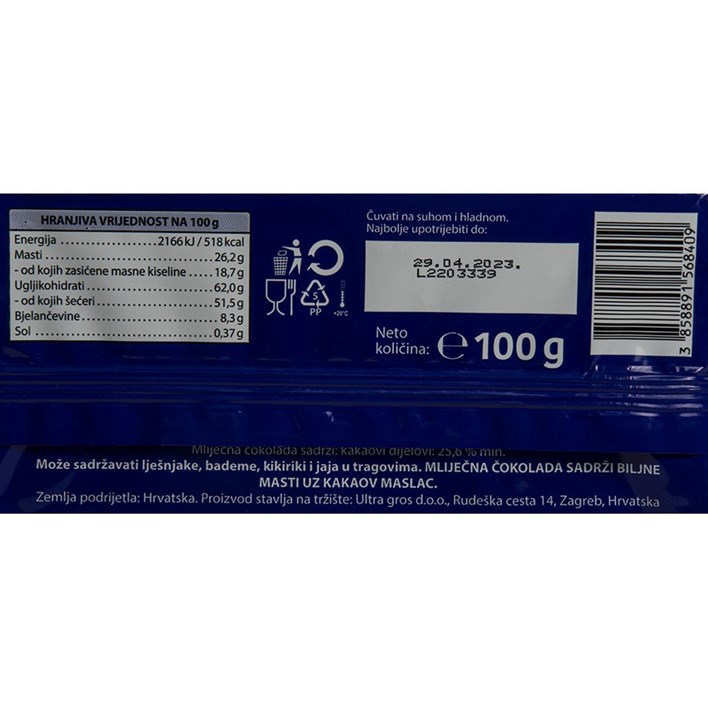 HRANJIVA VRIJEDNOST NA 100 g
Energija ........................ 2166 kJ / 518 kcal
Masti ........................................ 26,2 g
- od kojih zasićene masne kiseline ..... 18,7 g
Ugljikohidrati ............................ 62,0 g
- od kojih šećeri .......................... 51,5 g
Bjelančevine ............................... 8,3 g
Sol ........................................... 0,37 g
5
PP
+20°C
Čuvati na suhom i hladnom.
Najbolje upotrijebiti do:
29.04.2023.
L2203339
Neto
količina: ℮ 100 g
3 858891 568409
Mliječna čokolada sadrži: kakaovi dijelovi: 25,6 % min.
Može sadržavati lješnjake, bademe, kikiriki i jaja u tragovima. MLIJEČNA ČOKOLADA SADRŽI BILJNE
MASTI UZ KAKAOV MASLAC.
Zemlja podrijetla: Hrvatska. Proizvod stavlja na tržište: Ultra gros d.o.o., Rudeška cesta 14, Zagreb, Hrvatska